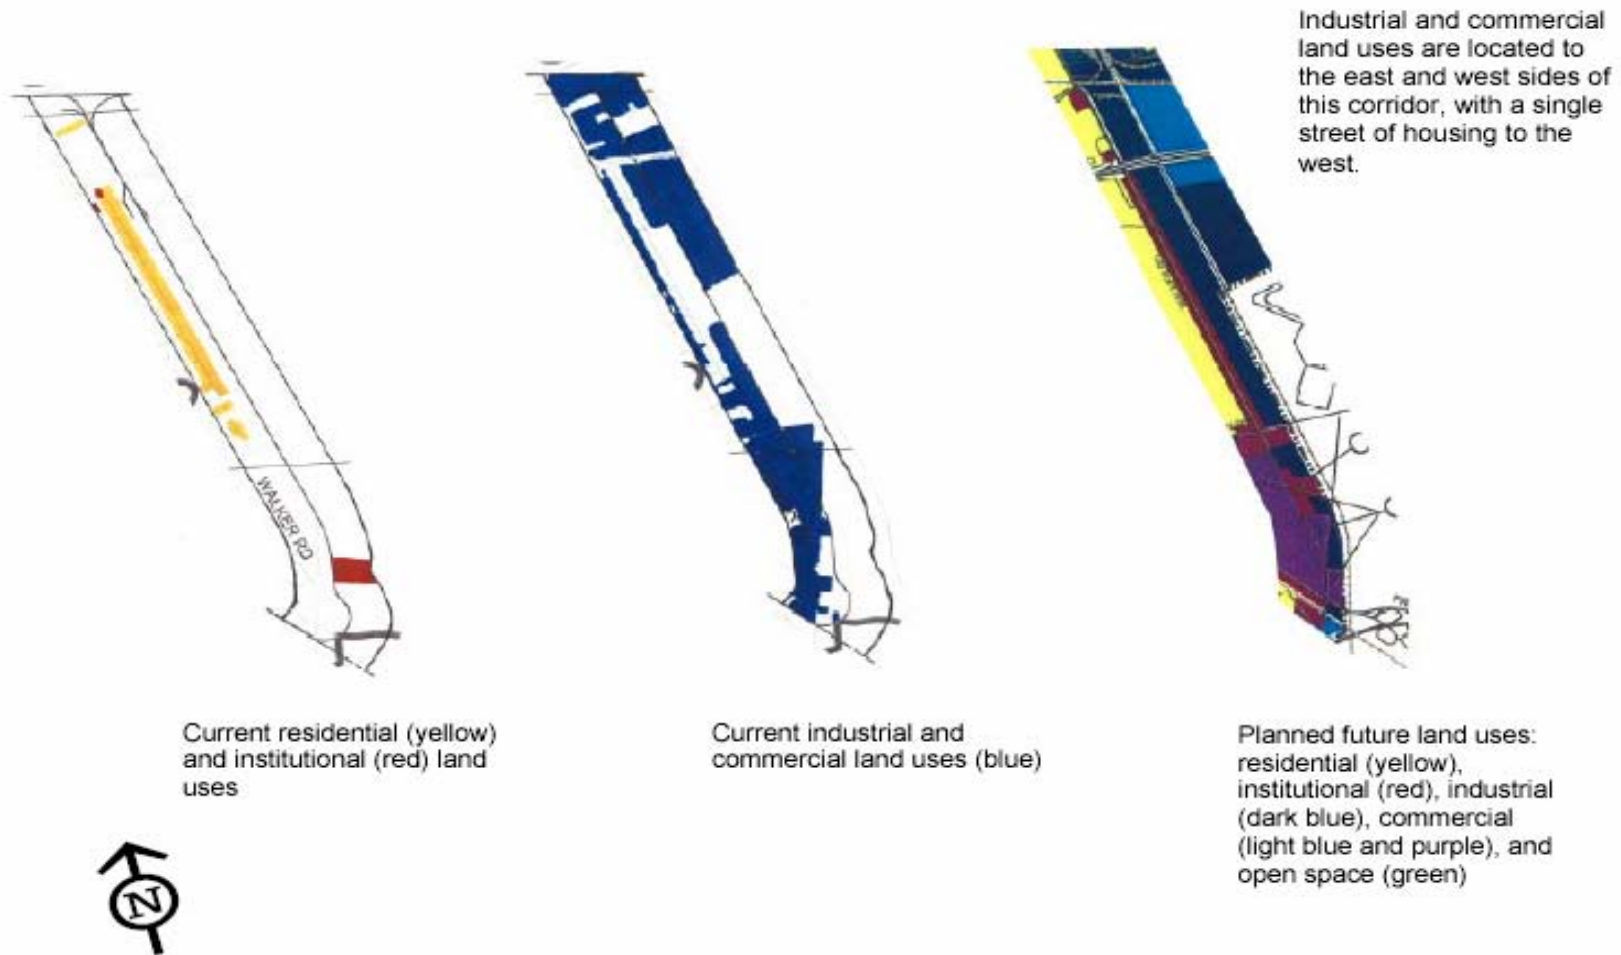 Industrial and commercial
land uses are located to
the east and west sides of
this corridor, with a single
street of housing to the
west.
WALKER RD
Current residential (yellow)
and institutional (red) land
uses
Current industrial and
commercial land uses (blue)
Planned future land uses:
residential (yellow),
institutional (red), industrial
(dark blue), commercial
(light blue and purple), and
open space (green)
N